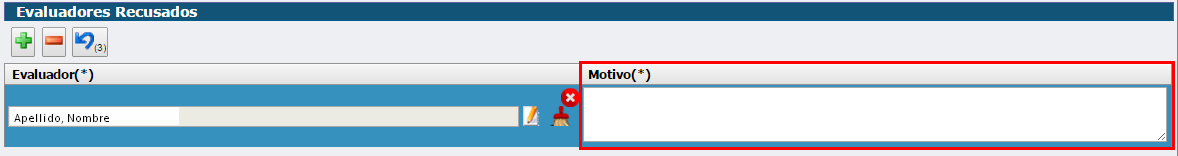 Evaluadores Recusados
(3)
Evaluador(*) Motivo(*)
Apellido, Nombre